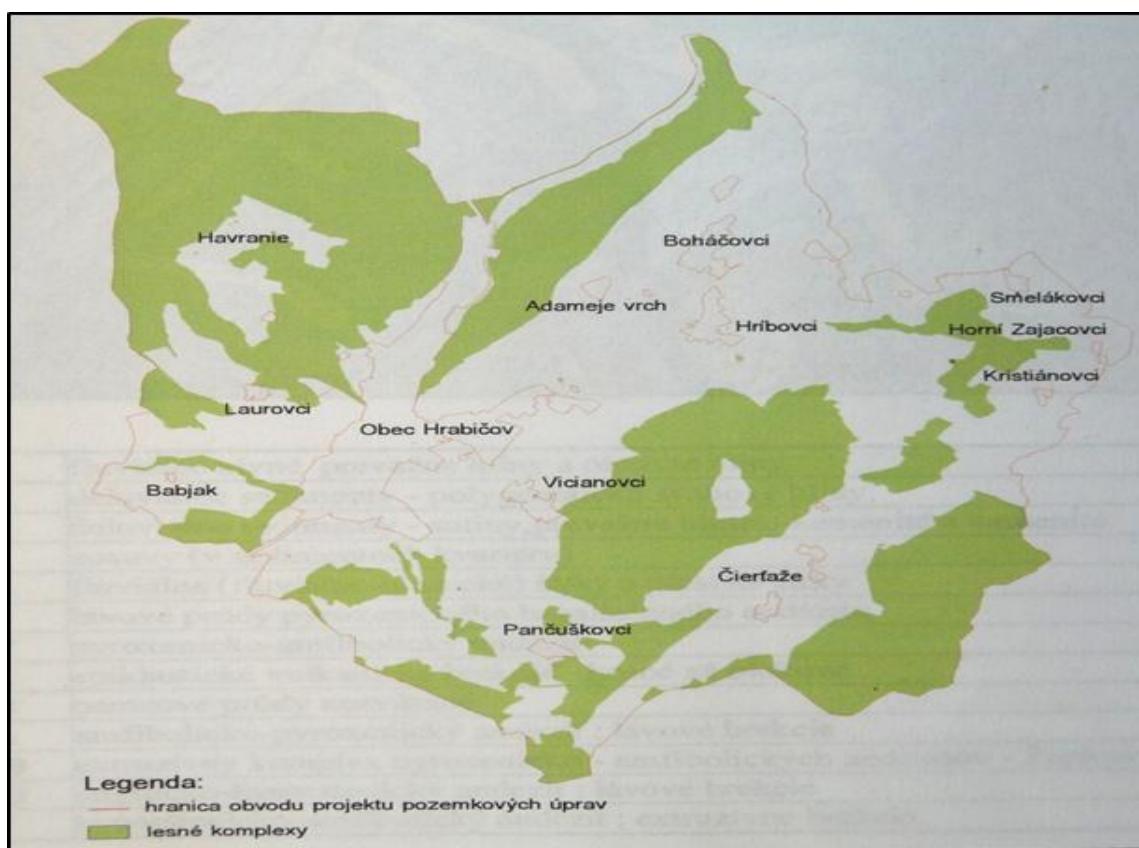 Havranie
Boháčovci
Adameje vrch
Smelákovci
Hríbovci
Horní Zajacovci
Kristiánovci
Laurovci
Obec Hrabičov
Babjak
Vicianovci
Čierťaže
Pančuškovci
Legenda:
hranica obvodu projektu pozemkových úprav
lesné komplexy